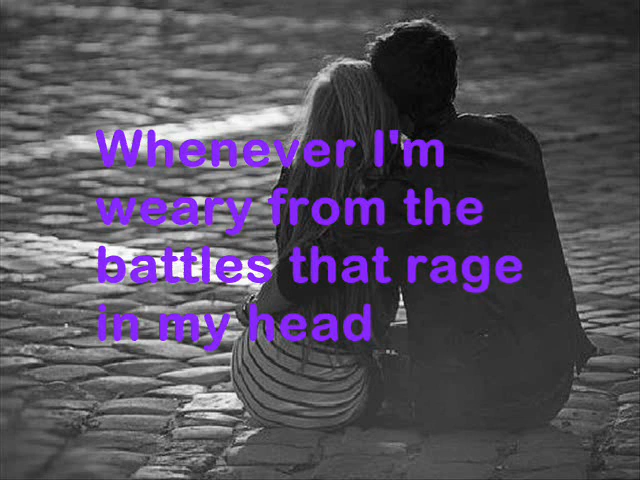 Whenever I'm
weary from the
battles that rage
in my head